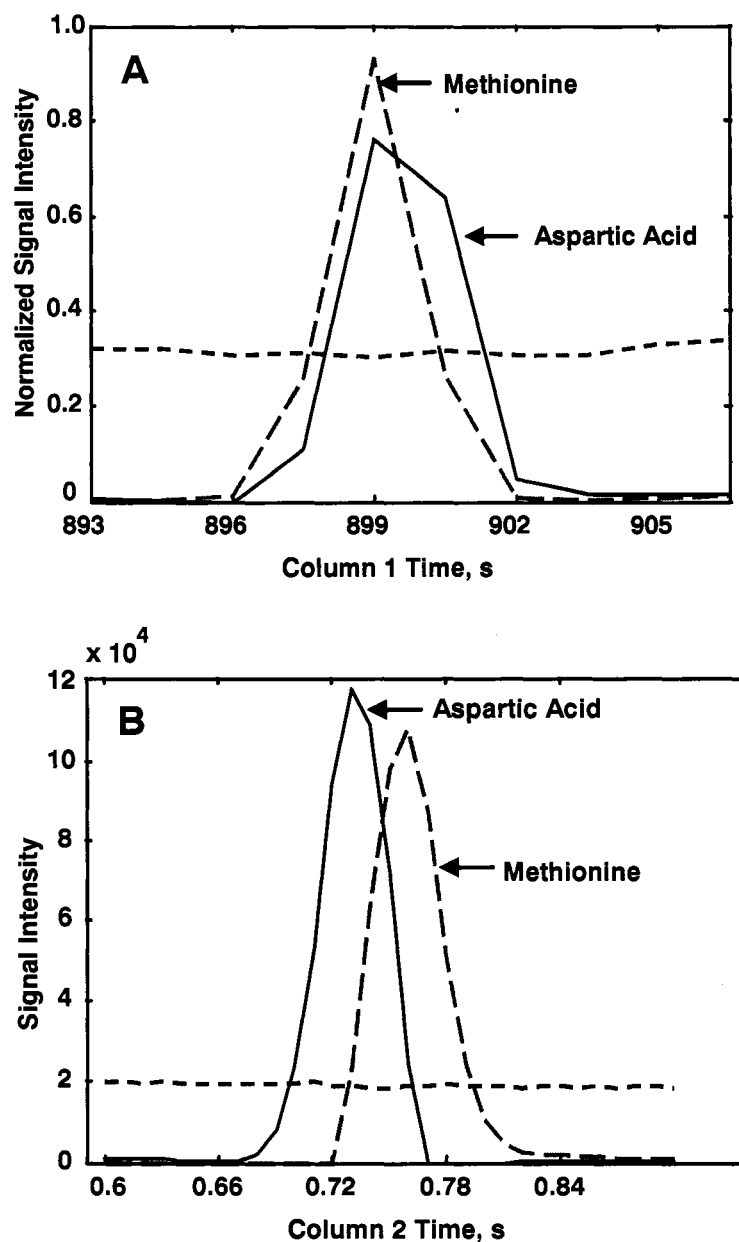 A
1.0
0.8
0.6
0.4
0.2
0
Normalized Signal Intensity
Methionine
Aspartic Acid
893 896 899 902 905
Column 1 Time, s
x 10^4
B
12
10
8
6
4
2
0
Signal Intensity
Aspartic Acid
Methionine
0.6 0.66 0.72 0.78 0.84
Column 2 Time, s